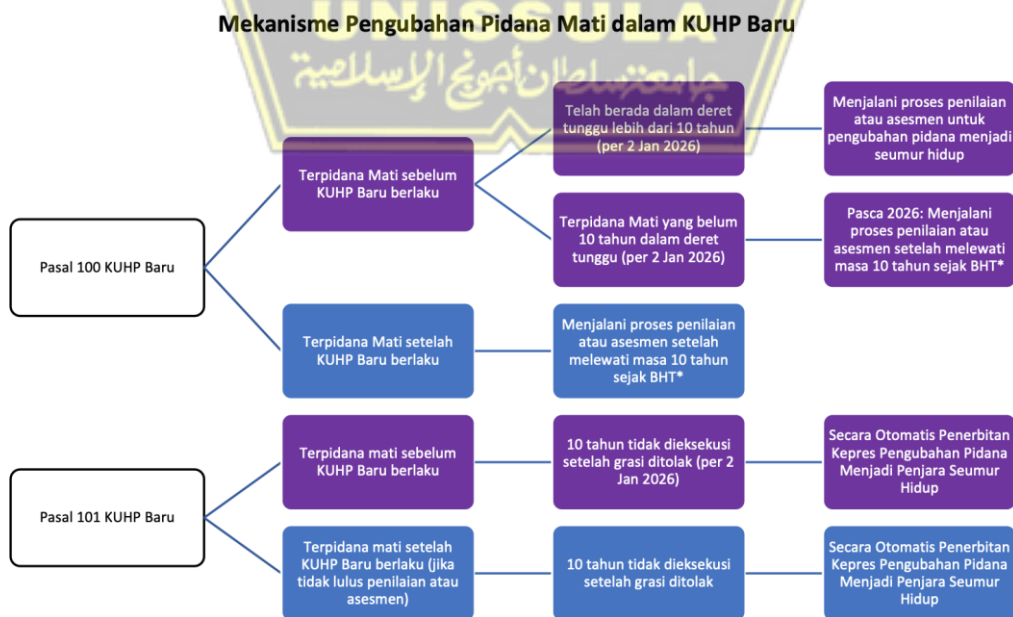 Mekanisme Pengubahan Pidana Mati dalam KUHP Baru
UNISSULA
جامعتسلطان أجونج الإسلامية
Pasal 100 KUHP Baru
Terpidana Mati sebelum
KUHP Baru berlaku
Telah berada dalam deret
tunggu lebih dari 10 tahun
(per 2 Jan 2026)
Menjalani proses penilaian
atau asesmen untuk
pengubahan pidana menjadi
seumur hidup
Terpidana Mati yang belum
10 tahun dalam deret
tunggu (per 2 Jan 2026)
Pasca 2026: Menjalani
proses penilaian atau
asesmen setelah melewati
masa 10 tahun sejak BHT*
Terpidana Mati setelah
KUHP Baru berlaku
Menjalani proses penilaian
atau asesmen setelah
melewati masa 10 tahun
sejak BHT*
Pasal 101 KUHP Baru
Terpidana mati sebelum
KUHP Baru berlaku
10 tahun tidak dieksekusi
setelah grasi ditolak (per 2
Jan 2026)
Secara Otomatis Penerbitan
Kepres Pengubahan Pidana
Menjadi Penjara Seumur
Hidup
Terpidana mati setelah
KUHP Baru berlaku (jika
tidak lulus penilaian atau
asesmen)
10 tahun tidak dieksekusi
setelah grasi ditolak
Secara Otomatis Penerbitan
Kepres Pengubahan Pidana
Menjadi Penjara Seumur
Hidup